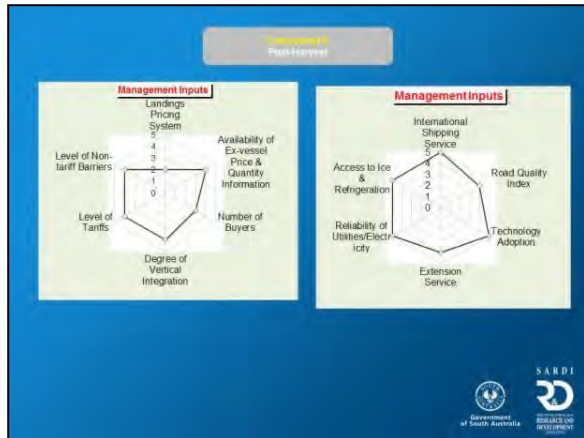 Post-Harvest
Management Inputs
Landings
Pricing
System
5
4
3
2
1
0
Availability of
Ex-vessel
Price &
Quantity
Information
Number of
Buyers
Degree of
Vertical
Integration
Level of
Tariffs
Level of Non-
tariff Barriers
Management Inputs
International
Shipping
Service
5
4
3
2
1
0
Road Quality
Index
Technology
Adoption
Extension
Service
Reliability of
Utilities/Electr
icity
Access to Ice
&
Refrigeration
Government
of South Australia
SARDI
RESEARCH AND
DEVELOPMENT